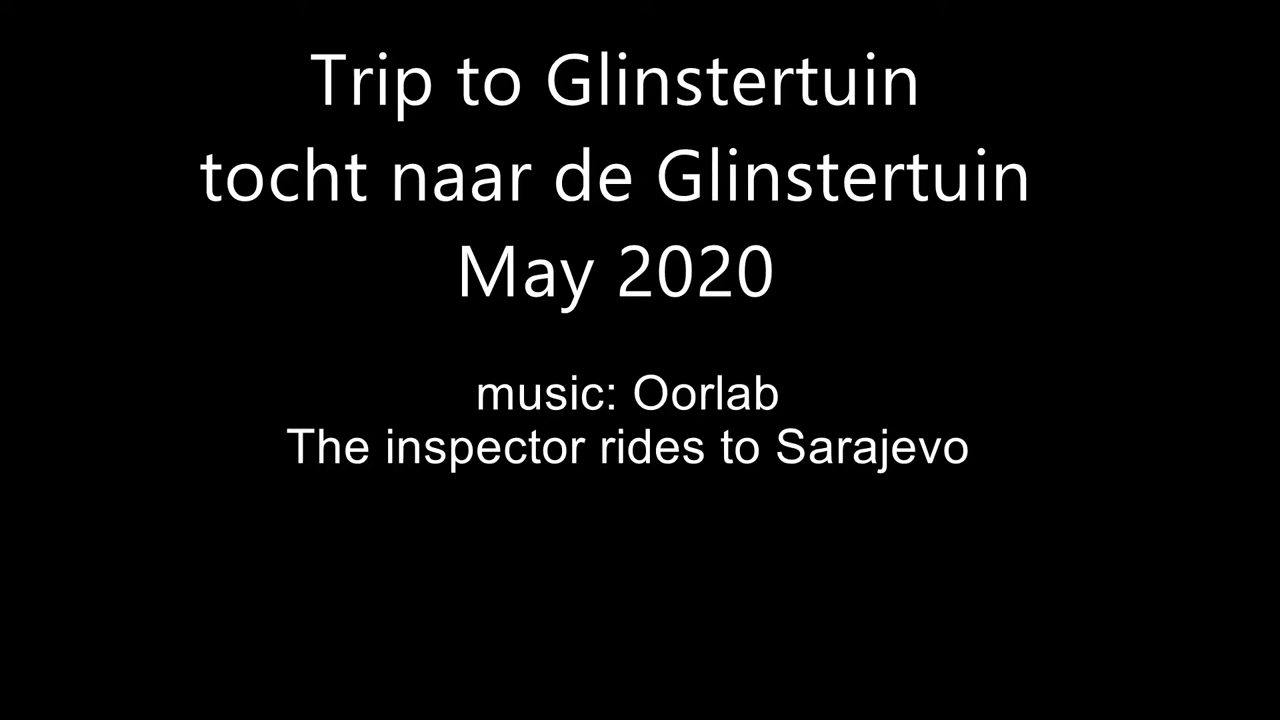 Trip to Glinstertuin
tocht naar de Glinstertuin
May 2020
music: Oorlab
The inspector rides to Sarajevo